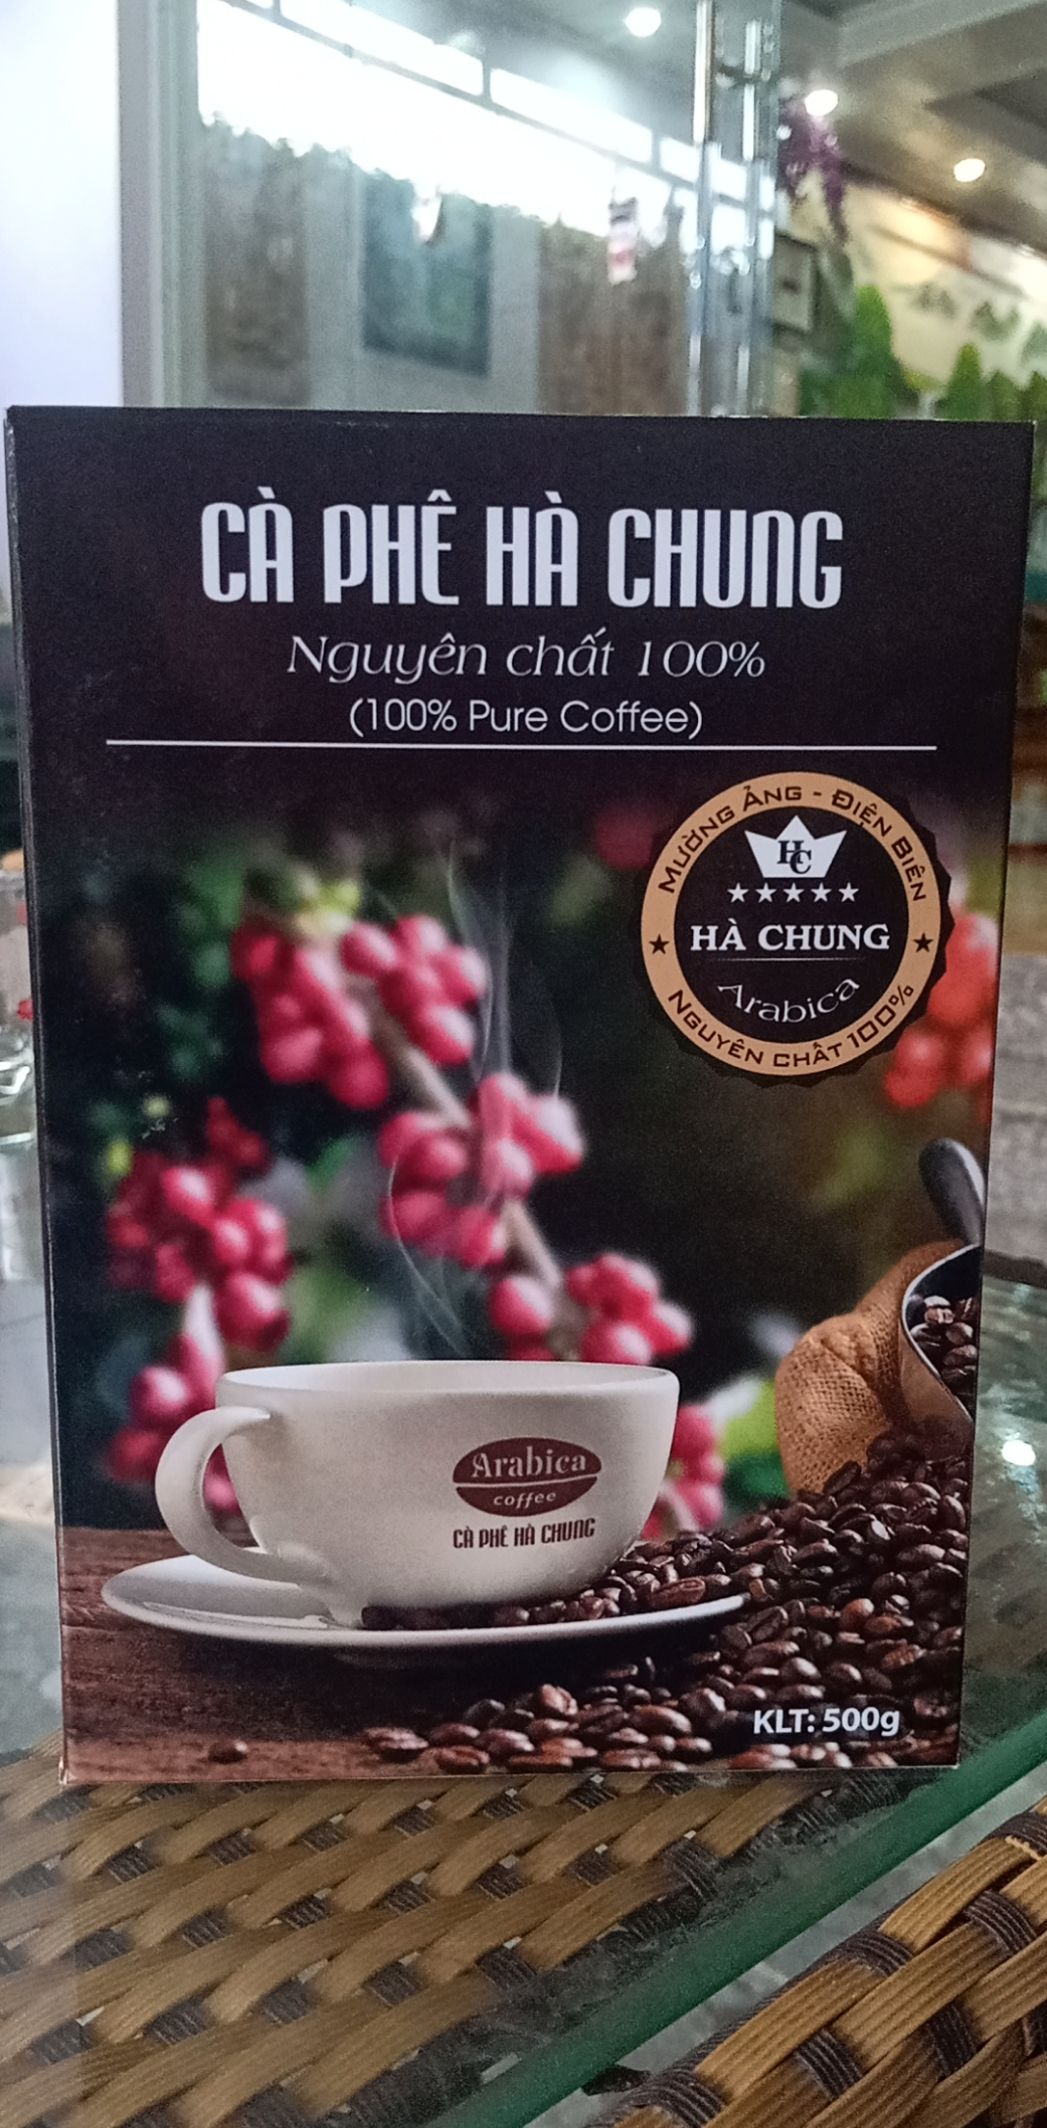 CÀ PHÊ HÀ CHUNG
Nguyên chất 100%
(100% Pure Coffee)
MƯỜNG ẢNG - ĐIỆN BIÊN
HC
HÀ CHUNG
Arabica
NGUYÊN CHẤT 100%
Arabica
coffee
CÀ PHÊ HÀ CHUNG
KLT: 500g